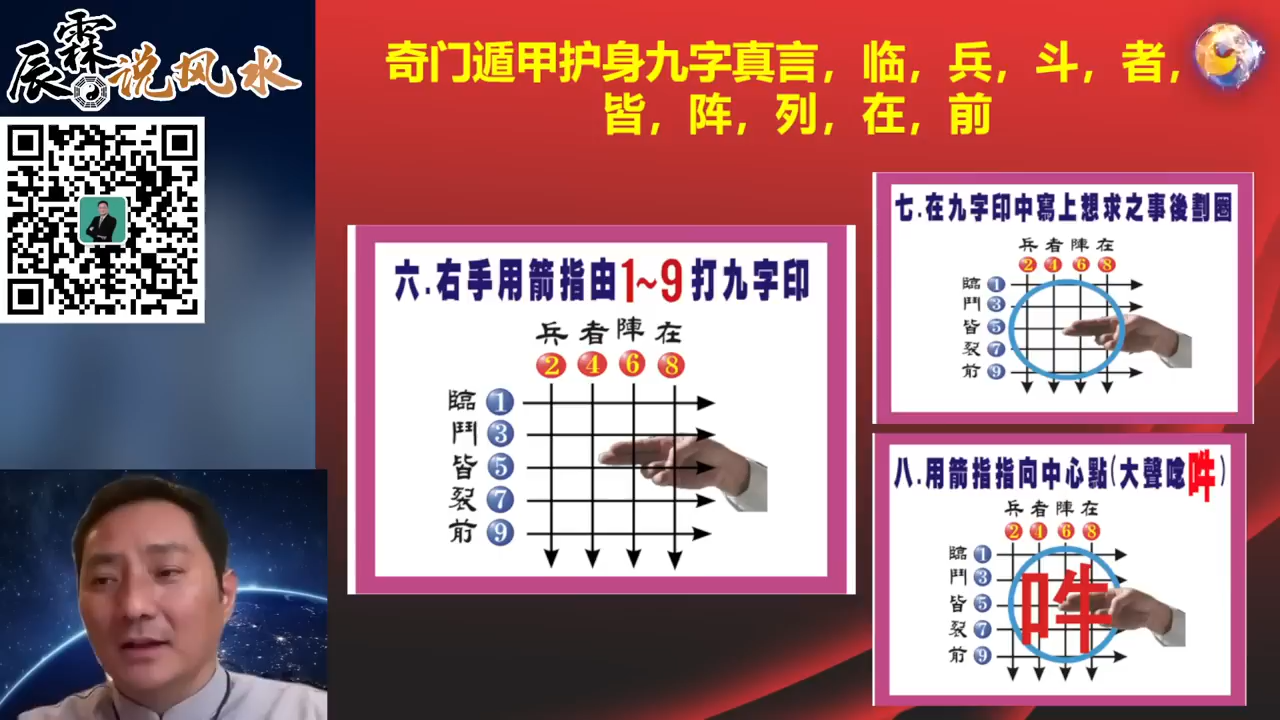 霖
辰 说风水
奇门遁甲护身九字真言，临，兵，斗，者，
皆，阵，列，在，前
六.右手用箭指由1~9打九字印
兵 者 陣 在
2 4 6 8
臨 1
鬥 3
皆 5
裂 7
前 9
七.在九字印中寫上想求之事後劃圈
兵 者 陣 在
2 4 6 8
臨 1
鬥 3
皆 5
裂 7
前 9
八.用箭指指向中心點(大聲唸吽)
兵 者 陣 在
2 4 6 8
臨 1
鬥 3
皆 5
裂 7
前 9
吽